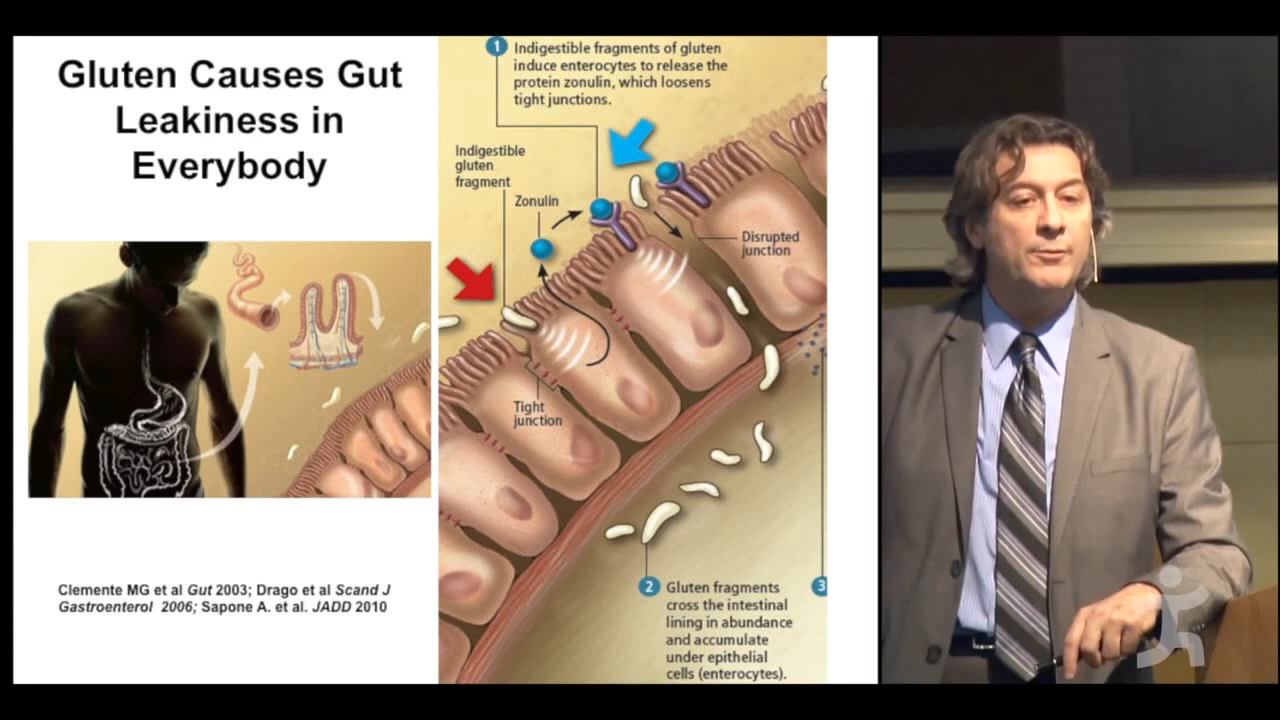 Gluten Causes Gut
Leakiness in
Everybody
Clemente MG et al Gut 2003; Drago et al Scand J
Gastroenterol 2006; Sapone A. et al. JADD 2010
1 Indigestible fragments of gluten
induce enterocytes to release the
protein zonulin, which loosens
tight junctions.
Indigestible
gluten
fragment
Zonulin
Disrupted
junction
Tight
junction
2 Gluten fragments
cross the intestinal
lining in abundance
and accumulate
under epithelial
cells (enterocytes).
3